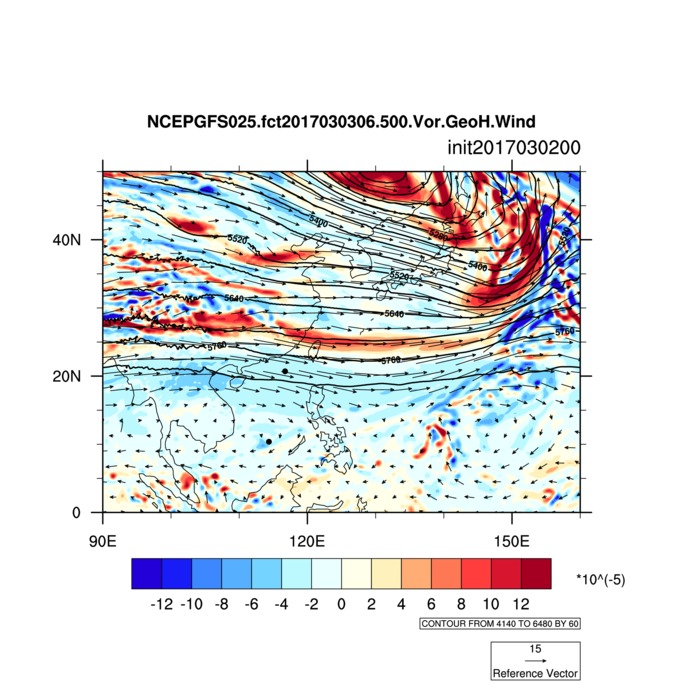 NCEPGFS025.fct2017030306.500.Vor.GeoH.Wind
init2017030200
40N
20N
0
90E 120E 150E
5400
5520
5640
5760
5520
5640
5760
5400
5760
-12 -10 -8 -6 -4 -2 0 2 4 6 8 10 12
*10^(-5)
CONTOUR FROM 4140 TO 6480 BY 60
15
Reference Vector